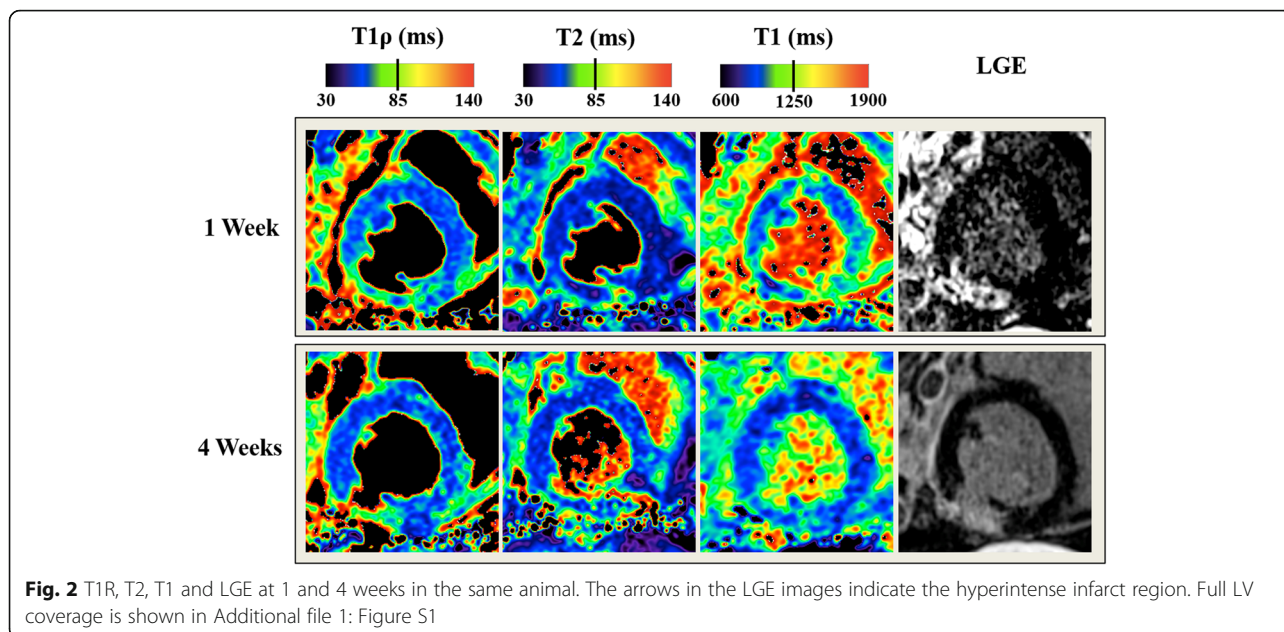 T1ρ (ms) T2 (ms) T1 (ms) LGE
30 85 140 30 85 140 600 1250 1900
1 Week
4 Weeks
Fig. 2 T1R, T2, T1 and LGE at 1 and 4 weeks in the same animal. The arrows in the LGE images indicate the hyperintense infarct region. Full LV
coverage is shown in Additional file 1: Figure S1